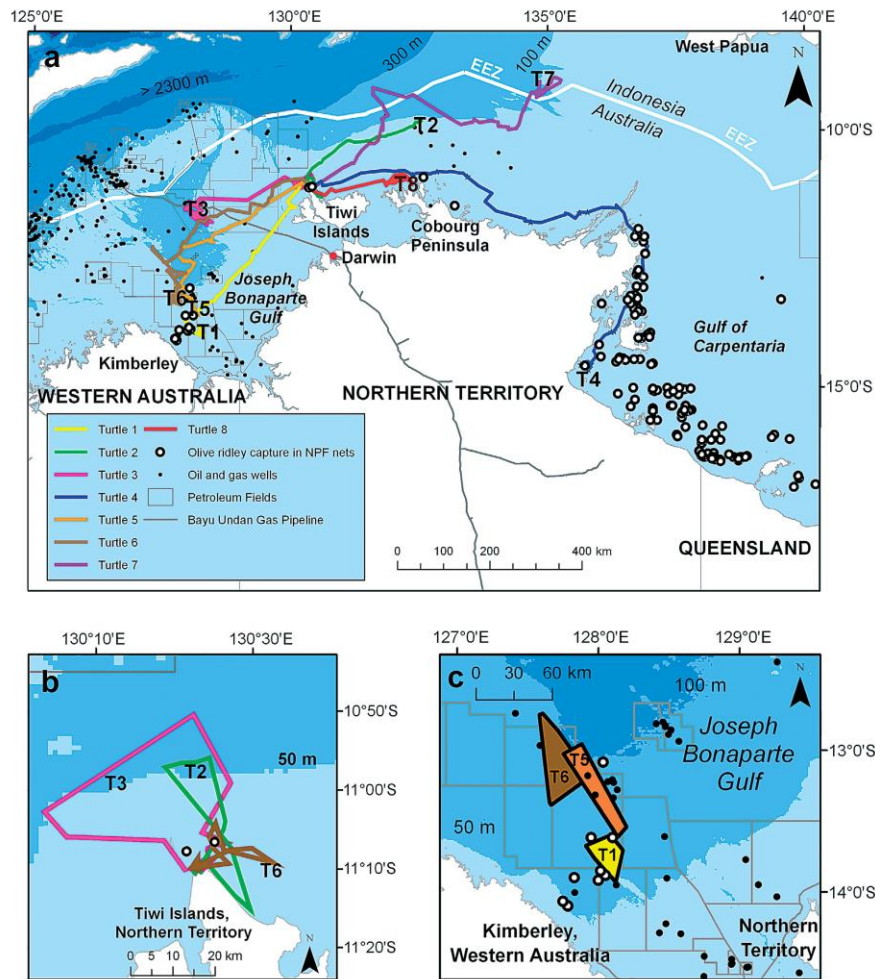 125°0'E
130°0'E
135°0'E
140°0'E
a
> 2300 m
300 m
100 m
West Papua
N
EEZ
T7
Indonesia
Australia
EEZ
T2
10°0'S
T3
T8
Tiwi
Islands
Cobourg
Peninsula
Darwin
T6
T5
Joseph
Bonaparte
Gulf
T1
Gulf of
Carpentaria
Kimberley
T4
15°0'S
WESTERN AUSTRALIA
NORTHERN TERRITORY
Turtle 1
Turtle 8
Turtle 2
Olive ridley capture in NPF nets
Turtle 3
Oil and gas wells
Turtle 4
Petroleum Fields
Turtle 5
Bayu Undan Gas Pipeline
Turtle 6
Turtle 7
0 100 200 400 km
QUEENSLAND
130°10'E
130°30'E
b
10°50'S
50 m
T2
T3
11°00'S
T6
11°10'S
Tiwi Islands,
Northern Territory
0 5 10 20 km
N
11°20'S
127°0'E
128°0'E
129°0'E
c
0 30 60 km
100 m
N
Joseph
Bonaparte
Gulf
13°0'S
T5
T6
50 m
T1
14°0'S
Kimberley,
Western Australia
Northern
Territory